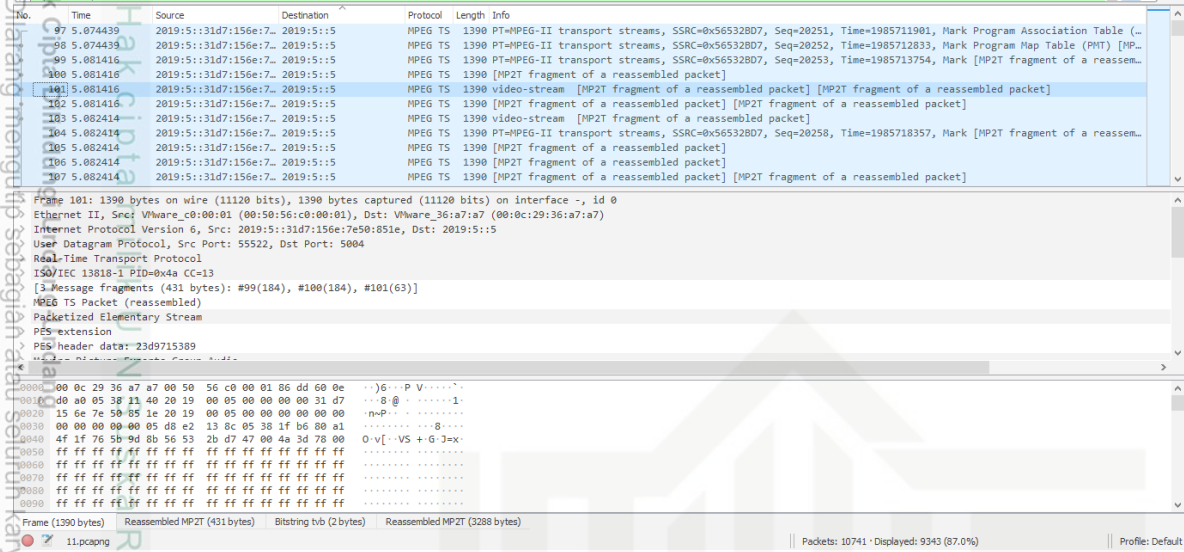 No. Time Source Destination Protocol Length Info
97 5.074439 2019:5::31d7:156e:7… 2019:5::5 MPEG TS 1390 PT=MPEG-II transport streams, SSRC=0x56532BD7, Seq=20251, Time=1985711901, Mark Program Association Table (…
98 5.074439 2019:5::31d7:156e:7… 2019:5::5 MPEG TS 1390 PT=MPEG-II transport streams, SSRC=0x56532BD7, Seq=20252, Time=1985712833, Mark Program Map Table (PMT) [MP…
99 5.081416 2019:5::31d7:156e:7… 2019:5::5 MPEG TS 1390 PT=MPEG-II transport streams, SSRC=0x56532BD7, Seq=20253, Time=1985713754, Mark [MP2T fragment of a reassem…
100 5.081416 2019:5::31d7:156e:7… 2019:5::5 MPEG TS 1390 [MP2T fragment of a reassembled packet]
101 5.081416 2019:5::31d7:156e:7… 2019:5::5 MPEG TS 1390 video-stream [MP2T fragment of a reassembled packet] [MP2T fragment of a reassembled packet]
102 5.081416 2019:5::31d7:156e:7… 2019:5::5 MPEG TS 1390 [MP2T fragment of a reassembled packet] [MP2T fragment of a reassembled packet]
103 5.082414 2019:5::31d7:156e:7… 2019:5::5 MPEG TS 1390 video-stream [MP2T fragment of a reassembled packet]
104 5.082414 2019:5::31d7:156e:7… 2019:5::5 MPEG TS 1390 PT=MPEG-II transport streams, SSRC=0x56532BD7, Seq=20258, Time=1985718357, Mark [MP2T fragment of a reassem…
105 5.082414 2019:5::31d7:156e:7… 2019:5::5 MPEG TS 1390 [MP2T fragment of a reassembled packet]
106 5.082414 2019:5::31d7:156e:7… 2019:5::5 MPEG TS 1390 [MP2T fragment of a reassembled packet]
107 5.082414 2019:5::31d7:156e:7… 2019:5::5 MPEG TS 1390 [MP2T fragment of a reassembled packet] [MP2T fragment of a reassembled packet]
Frame 101: 1390 bytes on wire (11120 bits), 1390 bytes captured (11120 bits) on interface -, id 0
Ethernet II, Src: VMware_c0:00:01 (00:50:56:c0:00:01), Dst: VMware_36:a7:a7 (00:0c:29:36:a7:a7)
Internet Protocol Version 6, Src: 2019:5::31d7:156e:7e50:851e, Dst: 2019:5::5
User Datagram Protocol, Src Port: 55522, Dst Port: 5004
Real-Time Transport Protocol
ISO/IEC 13818-1 PID=0x4a CC=13
[3 Message fragments (431 bytes): #99(184), #100(184), #101(63)]
MPEG TS Packet (reassembled)
Packetized Elementary Stream
PES extension
PES header data: 23d9715389
0000 00 0c 29 36 a7 a7 00 50 56 c0 00 01 86 dd 60 0e ··)6···P V·····`·
0010 d0 a0 05 38 11 40 20 19 00 05 00 00 00 00 31 d7 ···8·@ · ······1·
0020 15 6e 7e 50 85 1e 20 19 00 05 00 00 00 00 00 00 ·n~P·· · ········
0030 00 00 00 00 00 05 d8 e2 13 8c 05 38 1f b6 80 a1 ········ ···8····
0040 4f 1f 76 5b 9d 8b 56 53 2b d7 47 00 4a 3d 78 00 O·v[··VS +·G·J=x·
0050 ff ff ff ff ff ff ff ff ff ff ff ff ff ff ff ff ········ ········
0060 ff ff ff ff ff ff ff ff ff ff ff ff ff ff ff ff ········ ········
0070 ff ff ff ff ff ff ff ff ff ff ff ff ff ff ff ff ········ ········
0080 ff ff ff ff ff ff ff ff ff ff ff ff ff ff ff ff ········ ········
0090 ff ff ff ff ff ff ff ff ff ff ff ff ff ff ff ff ········ ········
Frame (1390 bytes) Reassembled MP2T (431 bytes) Bitstring tvb (2 bytes) Reassembled MP2T (3288 bytes)
11.pcapng Packets: 10741 · Displayed: 9343 (87.0%) Profile: Default
Hak cipta milik UIN Suska R
Cipta Dilindungi Undang-Undang
Dilarang mengutip sebagian atau seluruh kary